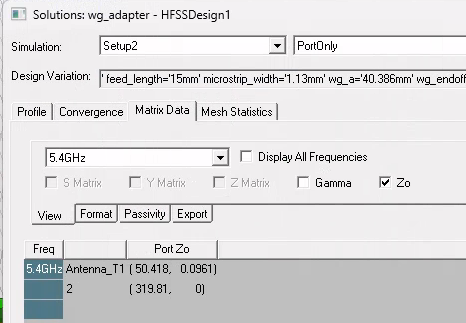 Solutions: wg_adapter - HFSSDesign1
Simulation: Setup2 PortOnly
Design Variation: ' feed_length='15mm' microstrip_width='1.13mm' wg_a='40.386mm' wg_endoff
Profile Convergence Matrix Data Mesh Statistics
5.4GHz Display All Frequencies
S Matrix Y Matrix Z Matrix Gamma Zo
View Format Passivity Export
Freq Port Zo
5.4GHz Antenna_T1 ( 50.418, 0.0961)
2 ( 319.81, 0)